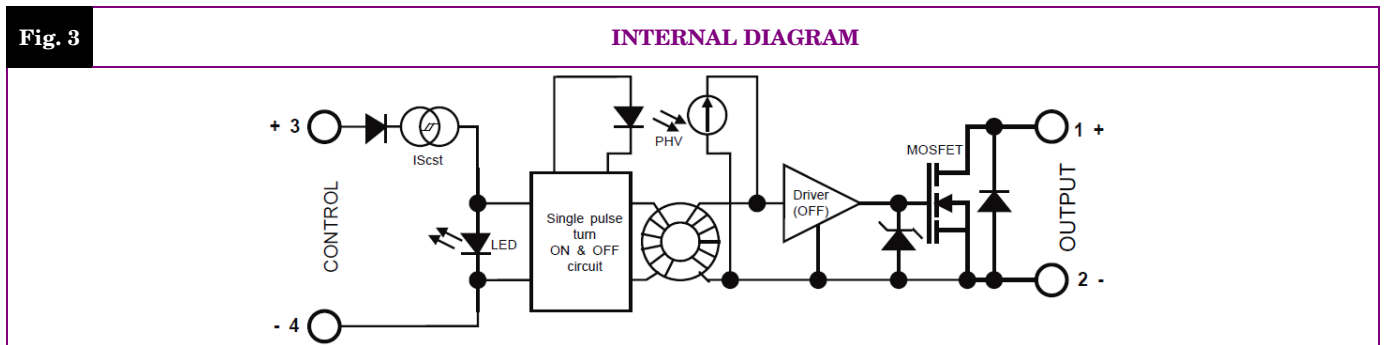 Fig. 3
INTERNAL DIAGRAM
+ 3
IScst
PHV
MOSFET
1 +
CONTROL
LED
Single pulse
turn
ON & OFF
circuit
Driver
(OFF)
OUTPUT
2 -
- 4